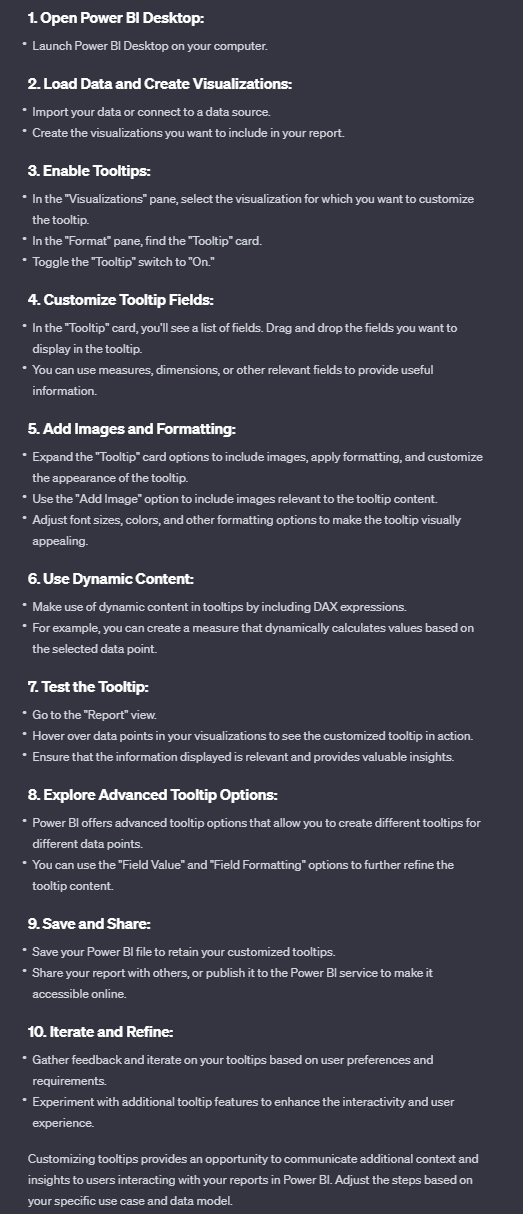 1. Open Power BI Desktop:
• Launch Power BI Desktop on your computer.
2. Load Data and Create Visualizations:
• Import your data or connect to a data source.
• Create the visualizations you want to include in your report.
3. Enable Tooltips:
• In the "Visualizations" pane, select the visualization for which you want to customize
the tooltip.
• In the "Format" pane, find the "Tooltip" card.
• Toggle the "Tooltip" switch to "On."
4. Customize Tooltip Fields:
• In the "Tooltip" card, you'll see a list of fields. Drag and drop the fields you want to
display in the tooltip.
• You can use measures, dimensions, or other relevant fields to provide useful
information.
5. Add Images and Formatting:
• Expand the "Tooltip" card options to include images, apply formatting, and customize
the appearance of the tooltip.
• Use the "Add Image" option to include images relevant to the tooltip content.
• Adjust font sizes, colors, and other formatting options to make the tooltip visually
appealing.
6. Use Dynamic Content:
• Make use of dynamic content in tooltips by including DAX expressions.
• For example, you can create a measure that dynamically calculates values based on
the selected data point.
7. Test the Tooltip:
• Go to the "Report" view.
• Hover over data points in your visualizations to see the customized tooltip in action.
• Ensure that the information displayed is relevant and provides valuable insights.
8. Explore Advanced Tooltip Options:
• Power BI offers advanced tooltip options that allow you to create different tooltips for
different data points.
• You can use the "Field Value" and "Field Formatting" options to further refine the
tooltip content.
9. Save and Share:
• Save your Power BI file to retain your customized tooltips.
• Share your report with others, or publish it to the Power BI service to make it
accessible online.
10. Iterate and Refine:
• Gather feedback and iterate on your tooltips based on user preferences and
requirements.
• Experiment with additional tooltip features to enhance the interactivity and user
experience.
Customizing tooltips provides an opportunity to communicate additional context and
insights to users interacting with your reports in Power BI. Adjust the steps based on
your specific use case and data model.